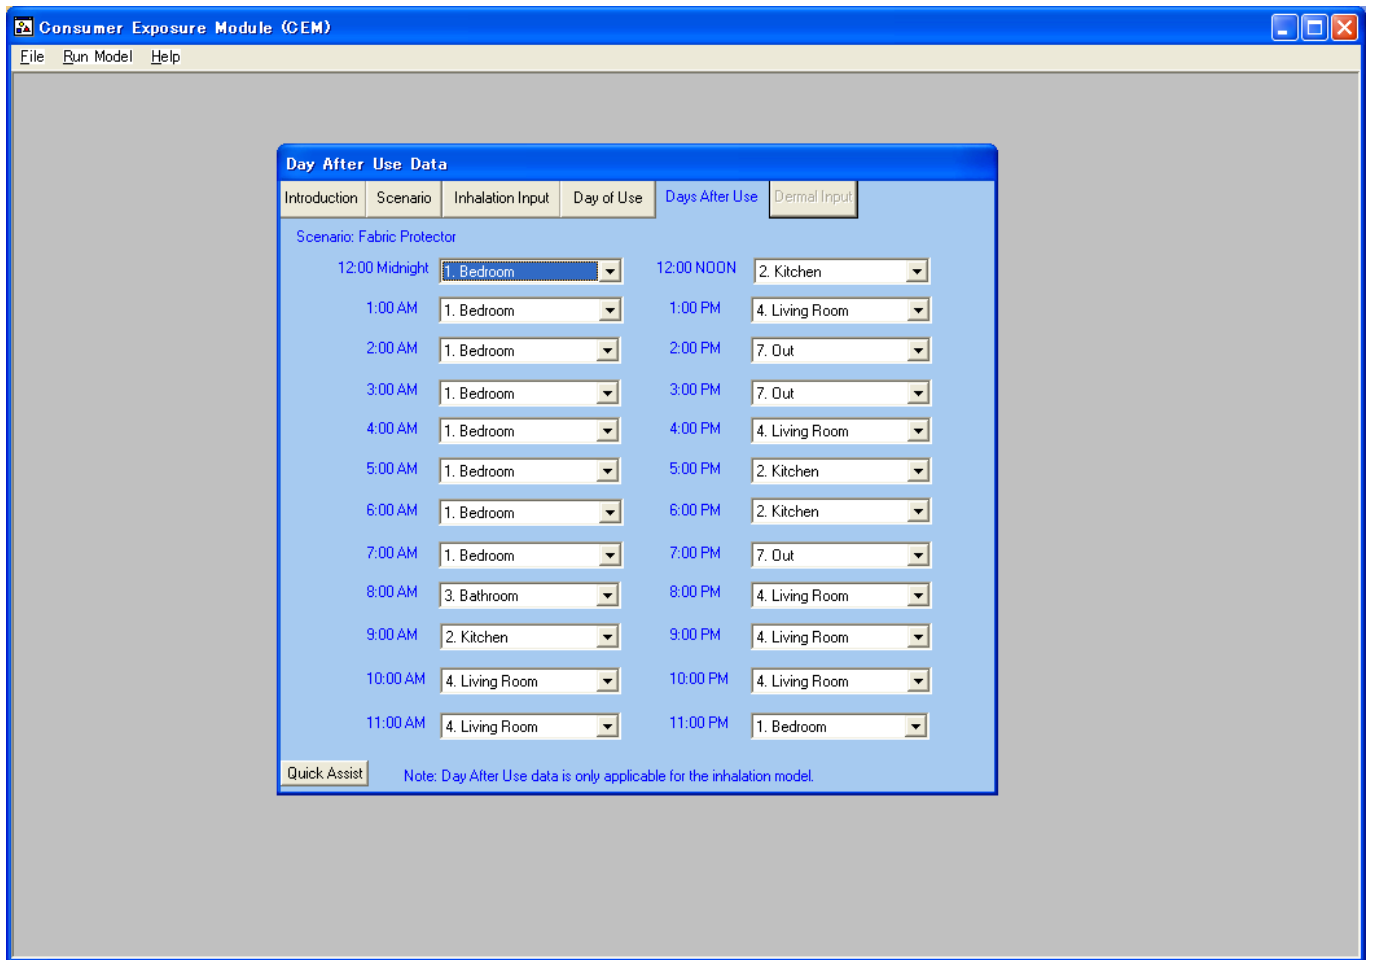 Consumer Exposure Module (CEM)
File Run Model Help
Day After Use Data
Introduction Scenario Inhalation Input Day of Use Days After Use Dermal Input
Scenario: Fabric Protector
12:00 Midnight 1. Bedroom 12:00 NOON 2. Kitchen
1:00 AM 1. Bedroom 1:00 PM 4. Living Room
2:00 AM 1. Bedroom 2:00 PM 7. Out
3:00 AM 1. Bedroom 3:00 PM 7. Out
4:00 AM 1. Bedroom 4:00 PM 4. Living Room
5:00 AM 1. Bedroom 5:00 PM 2. Kitchen
6:00 AM 1. Bedroom 6:00 PM 2. Kitchen
7:00 AM 1. Bedroom 7:00 PM 7. Out
8:00 AM 3. Bathroom 8:00 PM 4. Living Room
9:00 AM 2. Kitchen 9:00 PM 4. Living Room
10:00 AM 4. Living Room 10:00 PM 4. Living Room
11:00 AM 4. Living Room 11:00 PM 1. Bedroom
Quick Assist Note: Day After Use data is only applicable for the inhalation model.